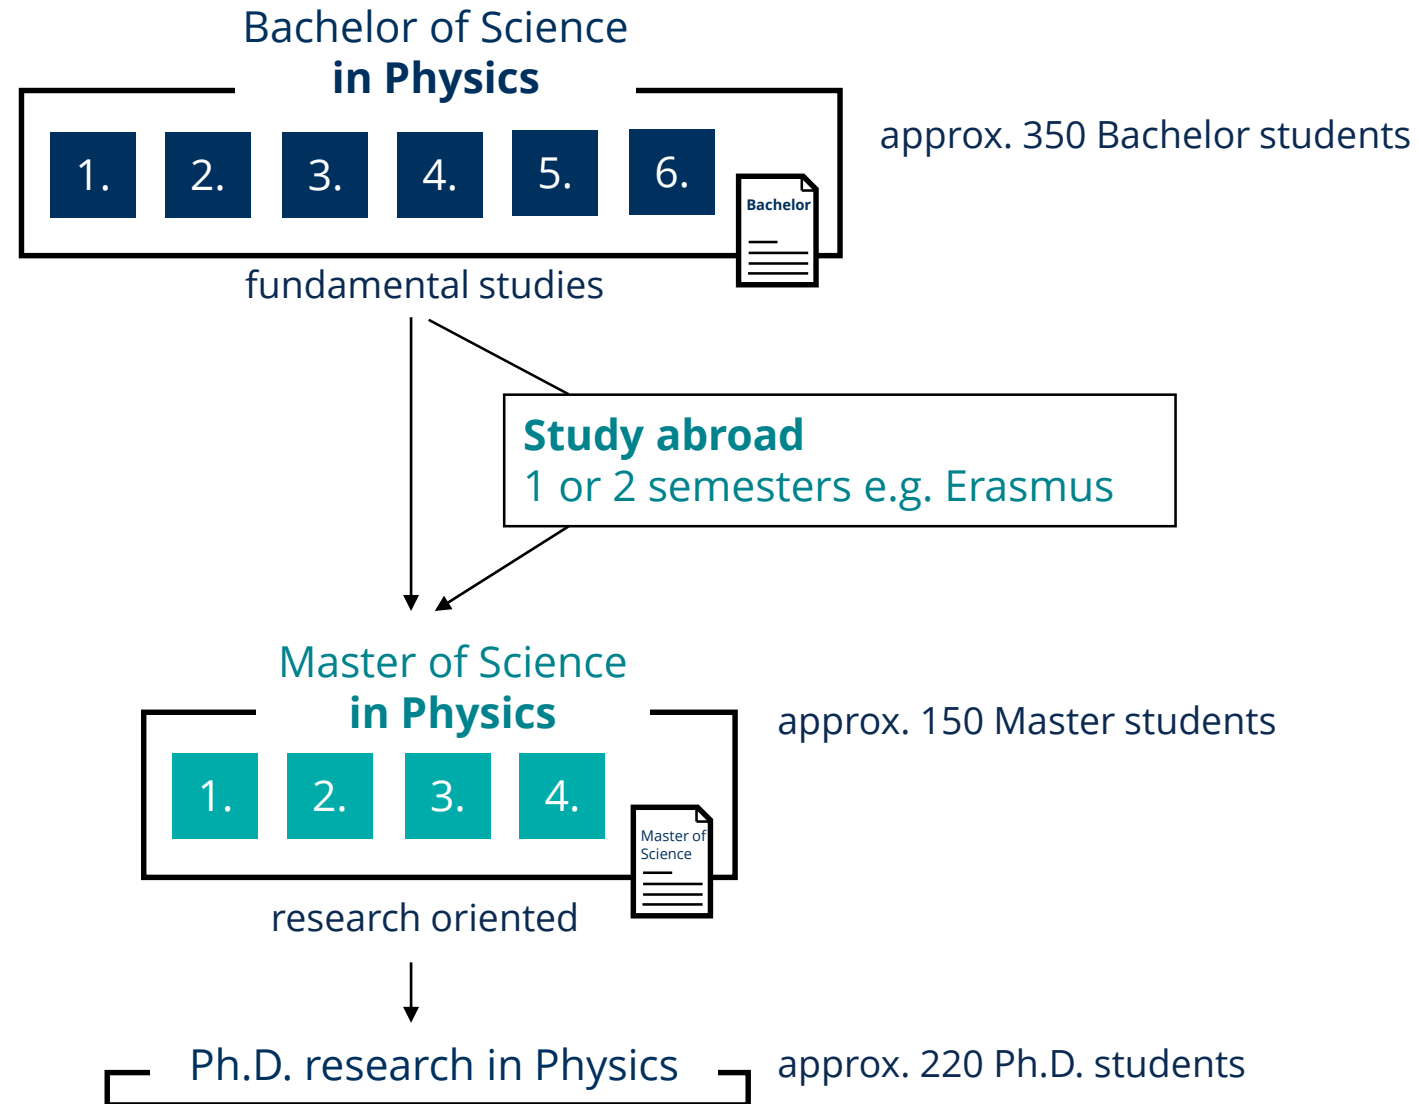 Bachelor of Science
in Physics
approx. 350 Bachelor students
1. 2. 3. 4. 5. 6.
Bachelor
fundamental studies
Study abroad
1 or 2 semesters e.g. Erasmus
Master of Science
in Physics
approx. 150 Master students
1. 2. 3. 4.
Master of
Science
research oriented
Ph.D. research in Physics
approx. 220 Ph.D. students